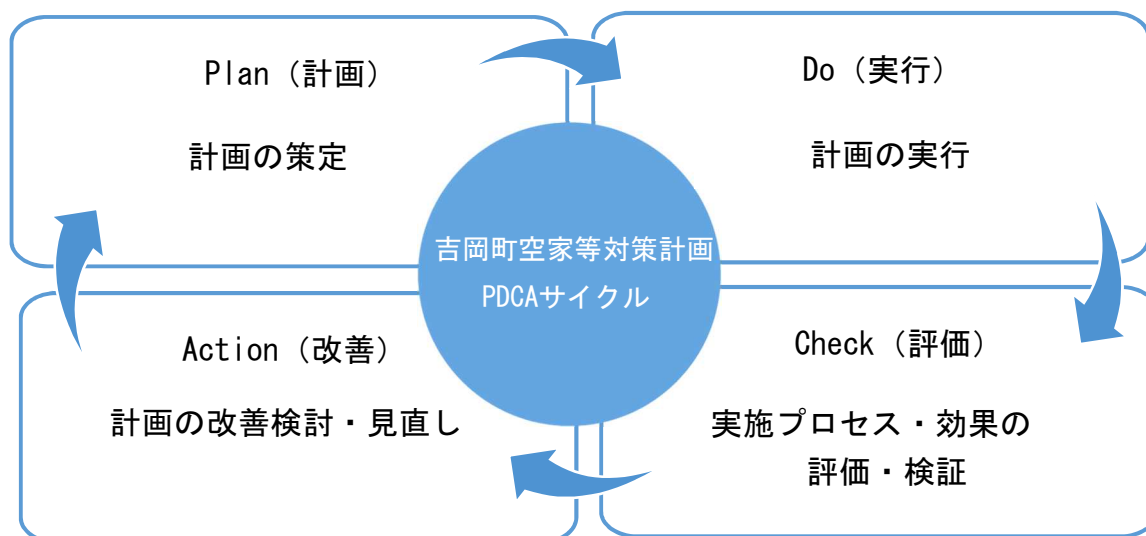 Plan（計画）
計画の策定
Do（実行）
計画の実行
吉岡町空家等対策計画
PDCAサイクル
Action（改善）
計画の改善検討・見直し
Check（評価）
実施プロセス・効果の
評価・検証